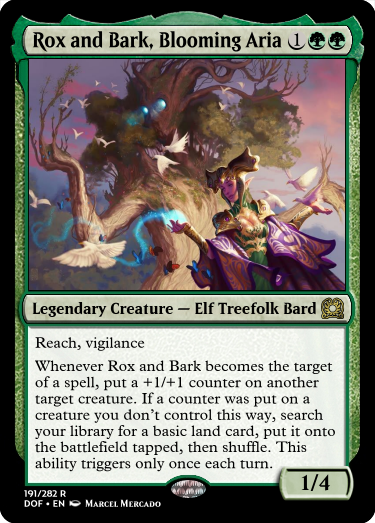 Rox and Bark, Blooming Aria 1
Legendary Creature — Elf Treefolk Bard
Reach, vigilance
Whenever Rox and Bark becomes the target
of a spell, put a +1/+1 counter on another
target creature. If a counter was put on a
creature you don't control this way, search
your library for a basic land card, put it onto
the battlefield tapped, then shuffle. This
ability triggers only once each turn.
1/4
191/282 R
DOF • EN Marcel Mercado